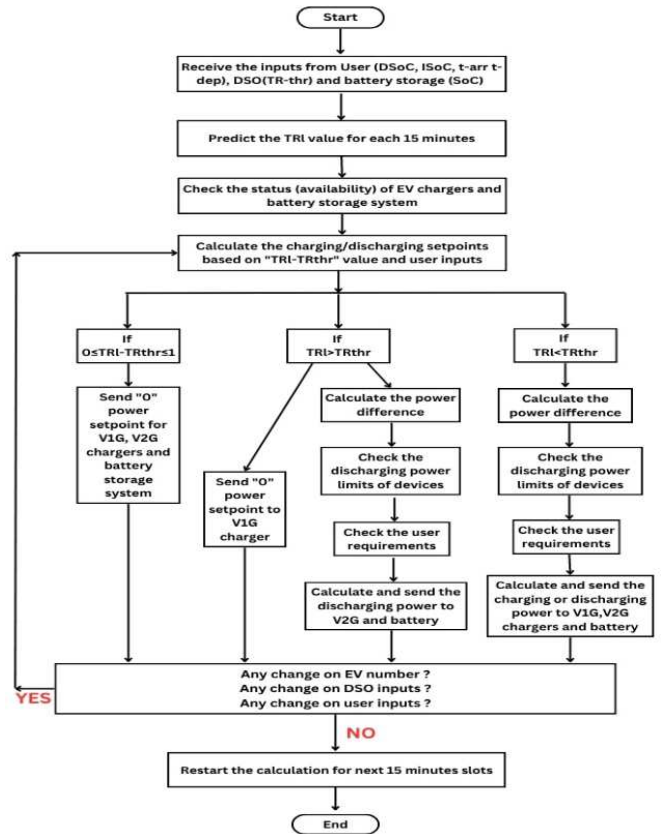 Start
Receive the inputs from User (DSoC, ISoC, t-arr t-
dep), DSO(TR-thr) and battery storage (SoC)
Predict the TRl value for each 15 minutes
Check the status (availability) of EV chargers and
battery storage system
Calculate the charging/discharging setpoints
based on "TRl-TRthr" value and user inputs
If
0≤TRl-TRthr≤1
Send "0"
power
setpoint for
V1G, V2G
chargers and
battery
storage
system
If
TRl>TRthr
Send "0"
power
setpoint to
V1G
charger
Calculate the power
difference
Check the
discharging power
limits of devices
Check the user
requirements
Calculate and send the
discharging power to
V2G and battery
If
TRl<TRthr
Calculate the
power difference
Check the
discharging power
limits of devices
Check the user
requirements
Calculate and send the
charging or discharging
power to V1G,V2G
chargers and battery
Any change on EV number ?
Any change on DSO inputs ?
Any change on user inputs ?
YES
NO
Restart the calculation for next 15 minutes slots
End